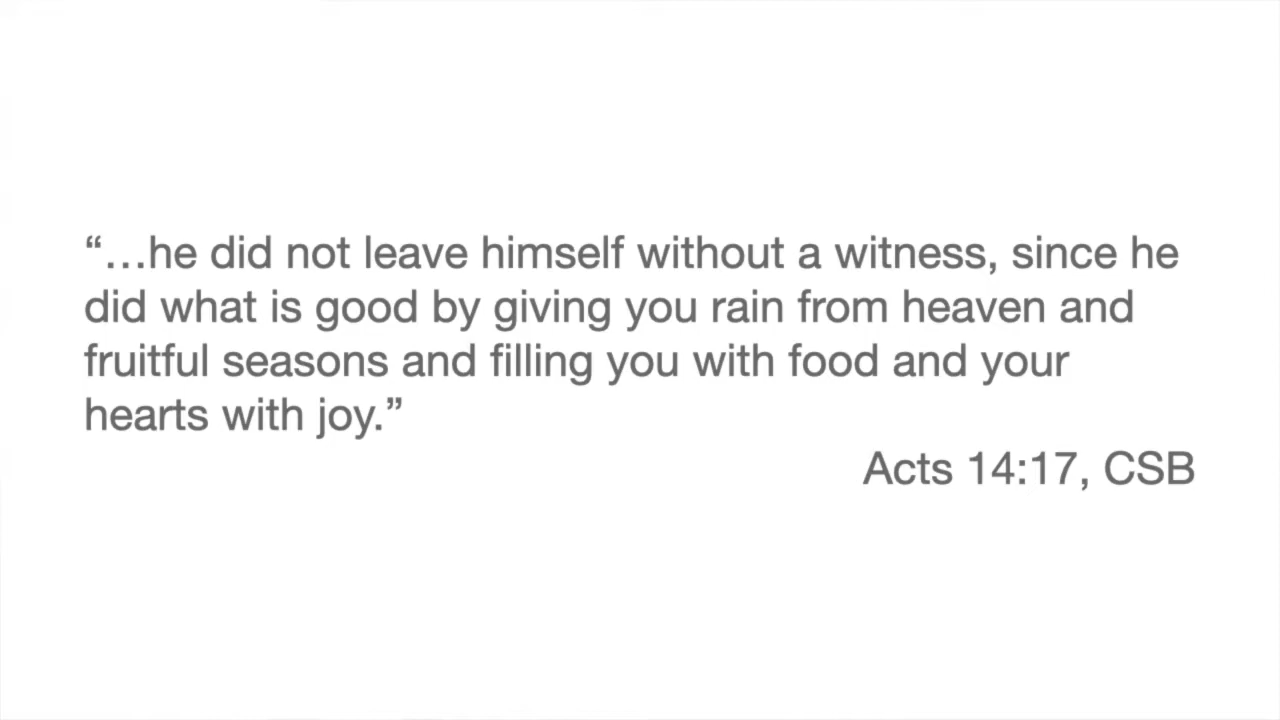 “…he did not leave himself without a witness, since he
did what is good by giving you rain from heaven and
fruitful seasons and filling you with food and your
hearts with joy.”
Acts 14:17, CSB